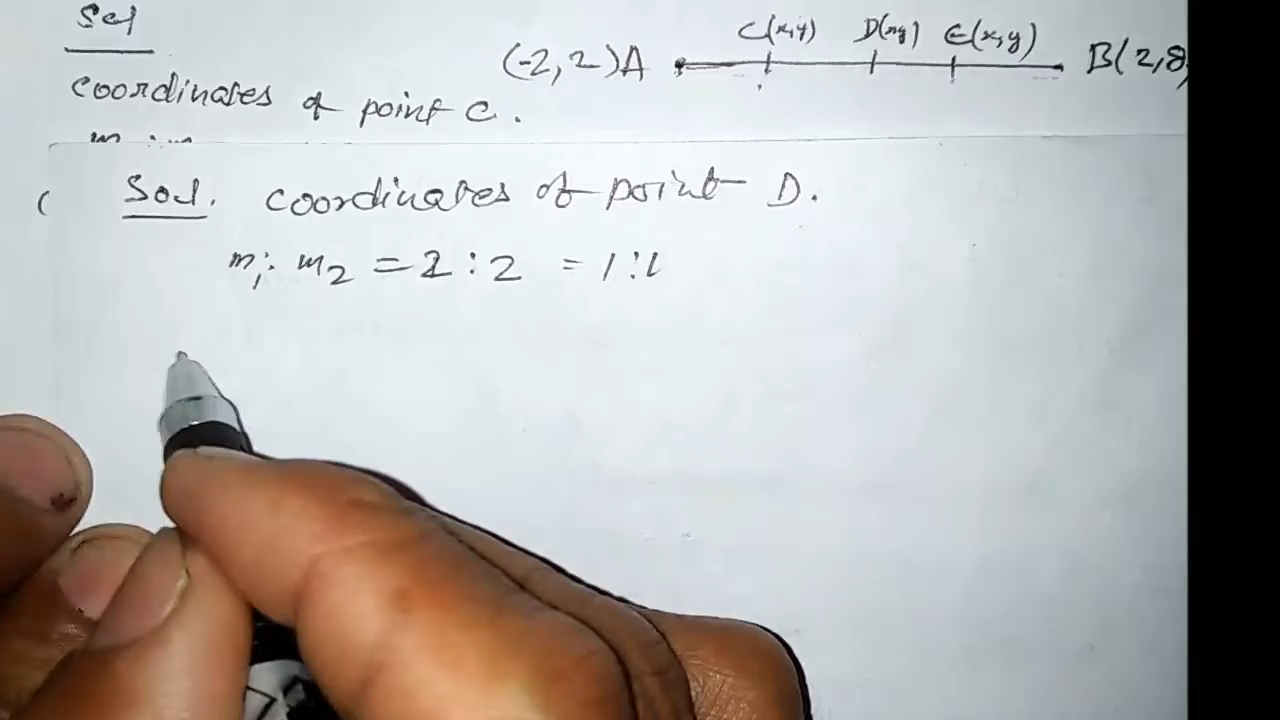 Sol
(-2, 2)A C(x,y) D(x,y) E(x,y) B(2,8)
coordinates of point C.
Sol. coordinates of point D.
m₁: m₂ = 2 : 2 = 1:1